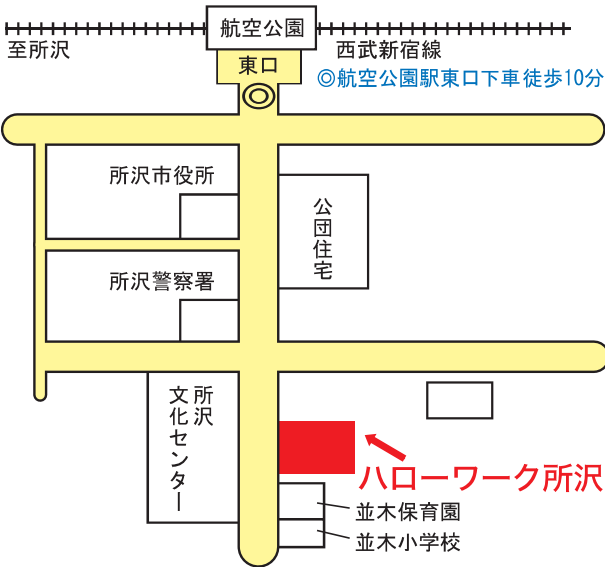 航空公園
至所沢
西武新宿線
東口
◎航空公園駅東口下車徒歩10分
所沢市役所
公団住宅
所沢警察署
所沢
文化センター
ハローワーク所沢
並木保育園
並木小学校